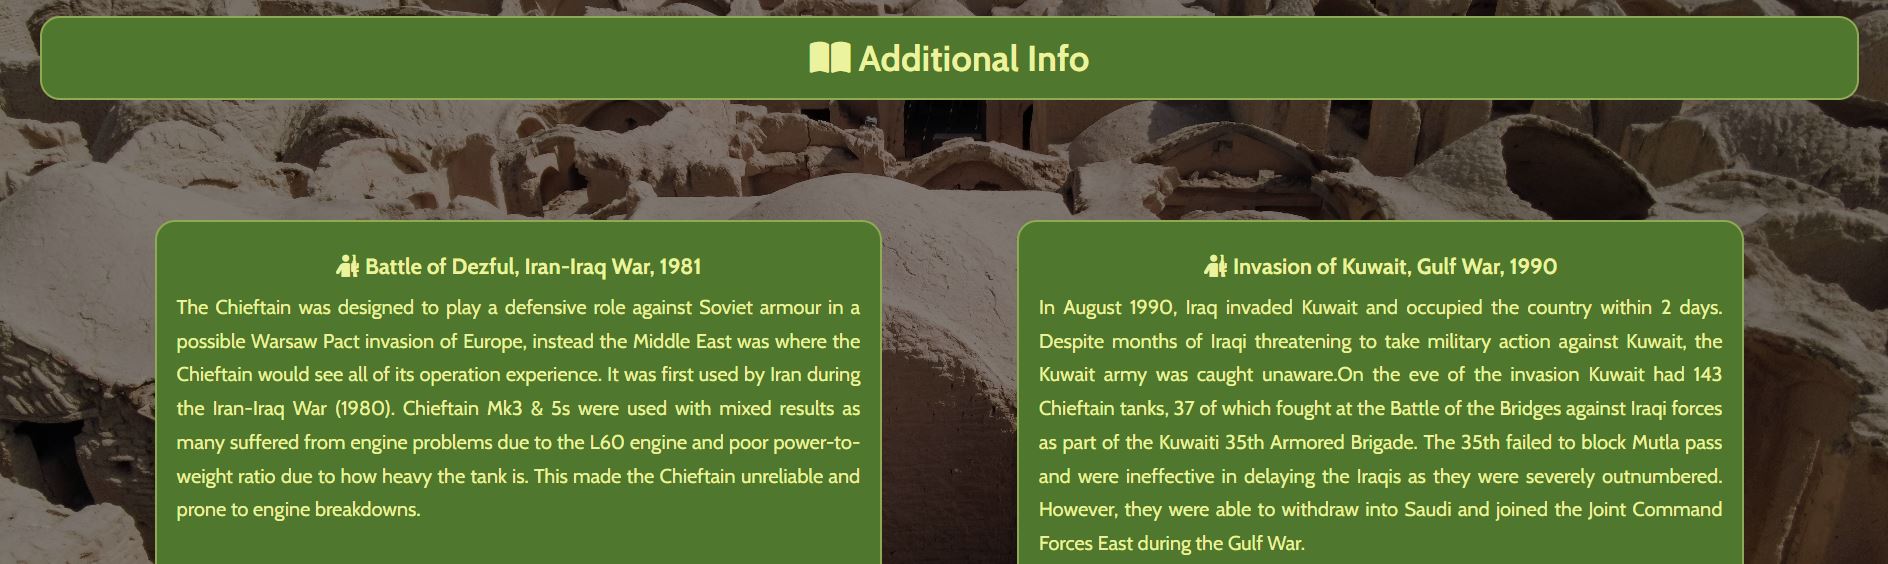 Additional Info
Battle of Dezful, Iran-Iraq War, 1981
The Chieftain was designed to play a defensive role against Soviet armour in a
possible Warsaw Pact invasion of Europe, instead the Middle East was where the
Chieftain would see all of its operation experience. It was first used by Iran during
the Iran-Iraq War (1980). Chieftain Mk3 & 5s were used with mixed results as
many suffered from engine problems due to the L60 engine and poor power-to-
weight ratio due to how heavy the tank is. This made the Chieftain unreliable and
prone to engine breakdowns.
Invasion of Kuwait, Gulf War, 1990
In August 1990, Iraq invaded Kuwait and occupied the country within 2 days.
Despite months of Iraqi threatening to take military action against Kuwait, the
Kuwait army was caught unaware.On the eve of the invasion Kuwait had 143
Chieftain tanks, 37 of which fought at the Battle of the Bridges against Iraqi forces
as part of the Kuwaiti 35th Armored Brigade. The 35th failed to block Mutla pass
and were ineffective in delaying the Iraqis as they were severely outnumbered.
However, they were able to withdraw into Saudi and joined the Joint Command
Forces East during the Gulf War.